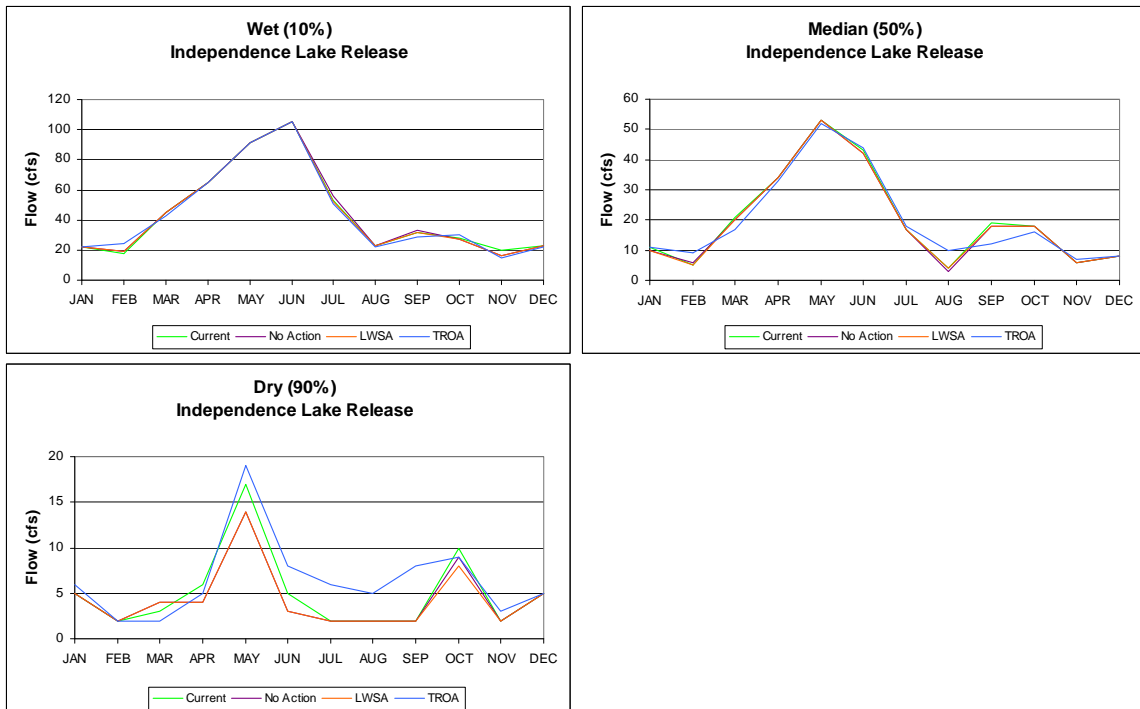 Wet (10%)
Independence Lake Release
120
100
80
60
40
20
0
Flow (cfs)
JAN FEB MAR APR MAY JUN JUL AUG SEP OCT NOV DEC
Current No Action LWSA TROA
Median (50%)
Independence Lake Release
60
50
40
30
20
10
0
Flow (cfs)
JAN FEB MAR APR MAY JUN JUL AUG SEP OCT NOV DEC
Current No Action LWSA TROA
Dry (90%)
Independence Lake Release
20
15
10
5
0
Flow (cfs)
JAN FEB MAR APR MAY JUN JUL AUG SEP OCT NOV DEC
Current No Action LWSA TROA